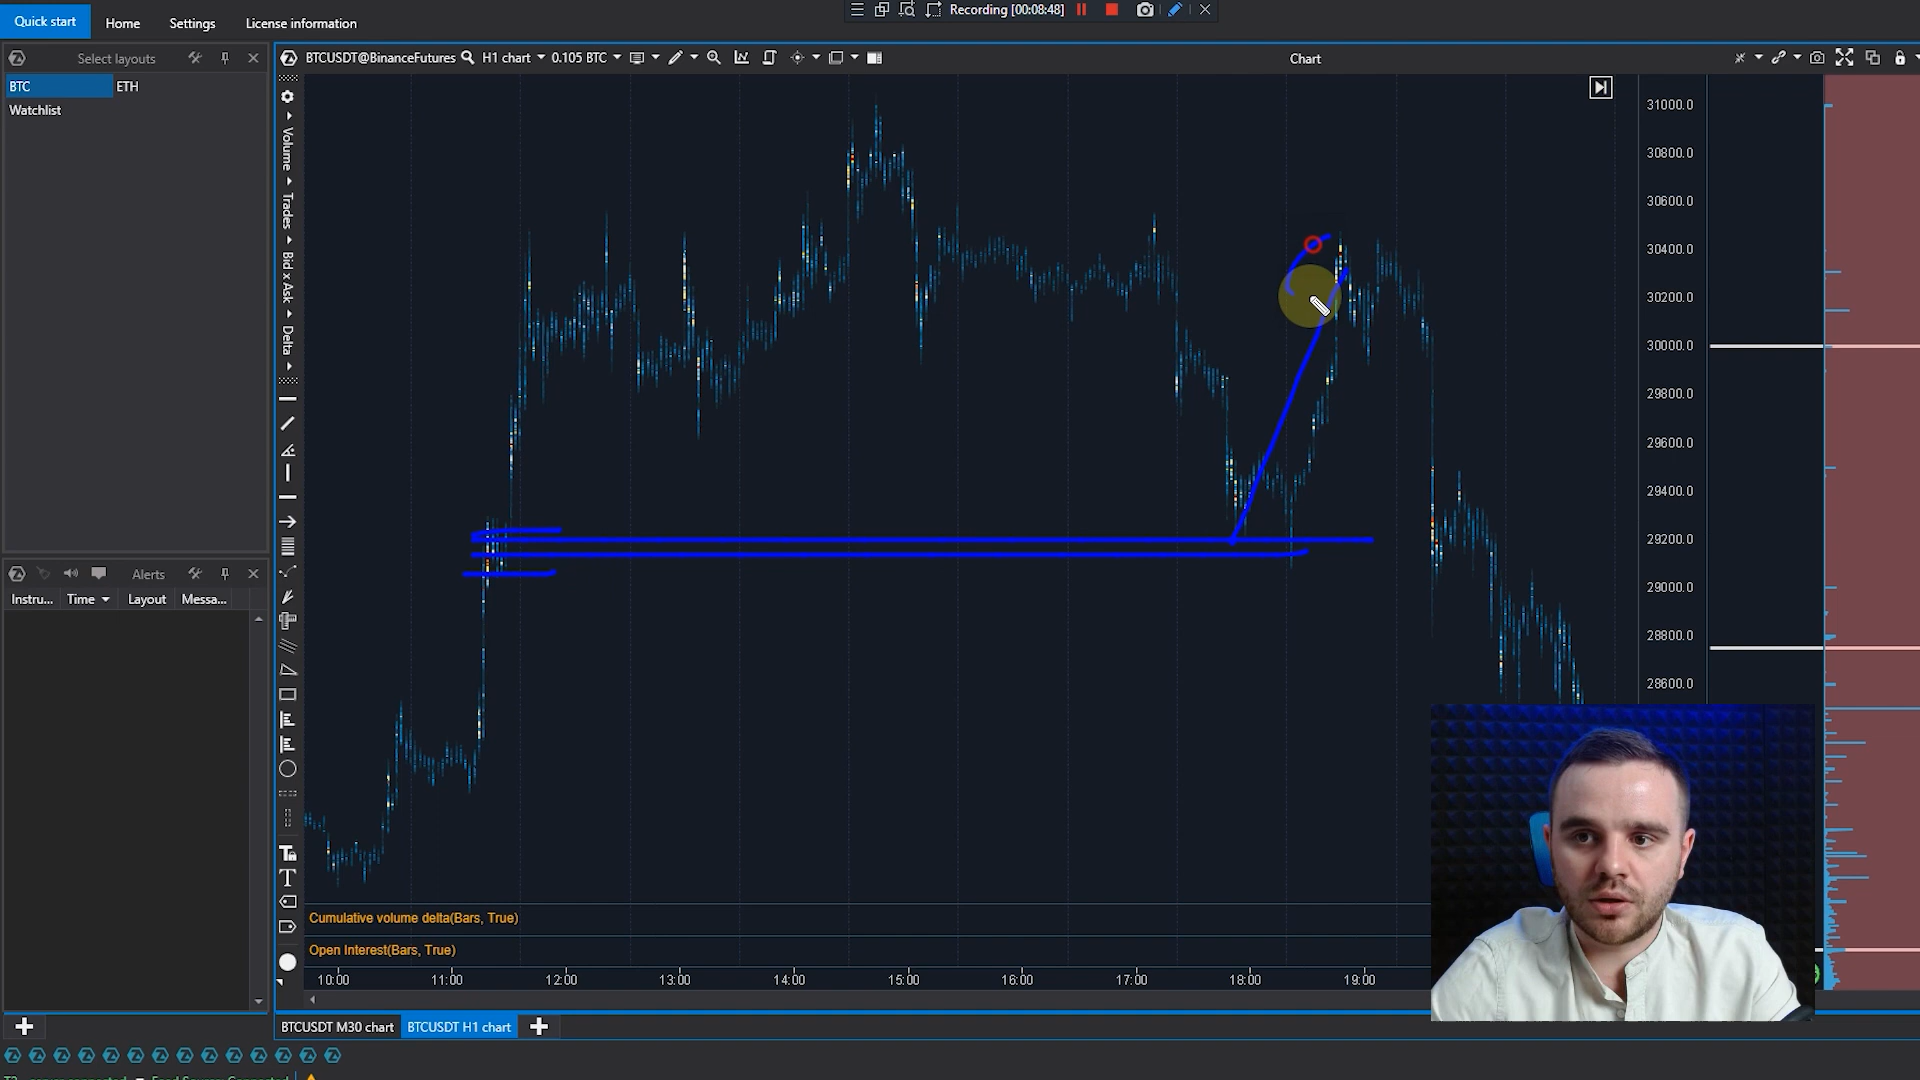 Recording [00:08:48]
Quick start Home Settings License information
Select layouts
BTCUSDT@BinanceFutures H1 chart 0.105 BTC Chart
BTC ETH
Watchlist
Volume
Trades
Bid x Ask
Delta
31000.0
30800.0
30600.0
30400.0
30200.0
30000.0
29800.0
29600.0
29400.0
29200.0
29000.0
28800.0
28600.0
Alerts
Instru... Time Layout Messa...
Cumulative volume delta(Bars, True)
Open Interest(Bars, True)
10:00 11:00 12:00 13:00 14:00 15:00 16:00 17:00 18:00 19:00
BTCUSDT M30 chart BTCUSDT H1 chart